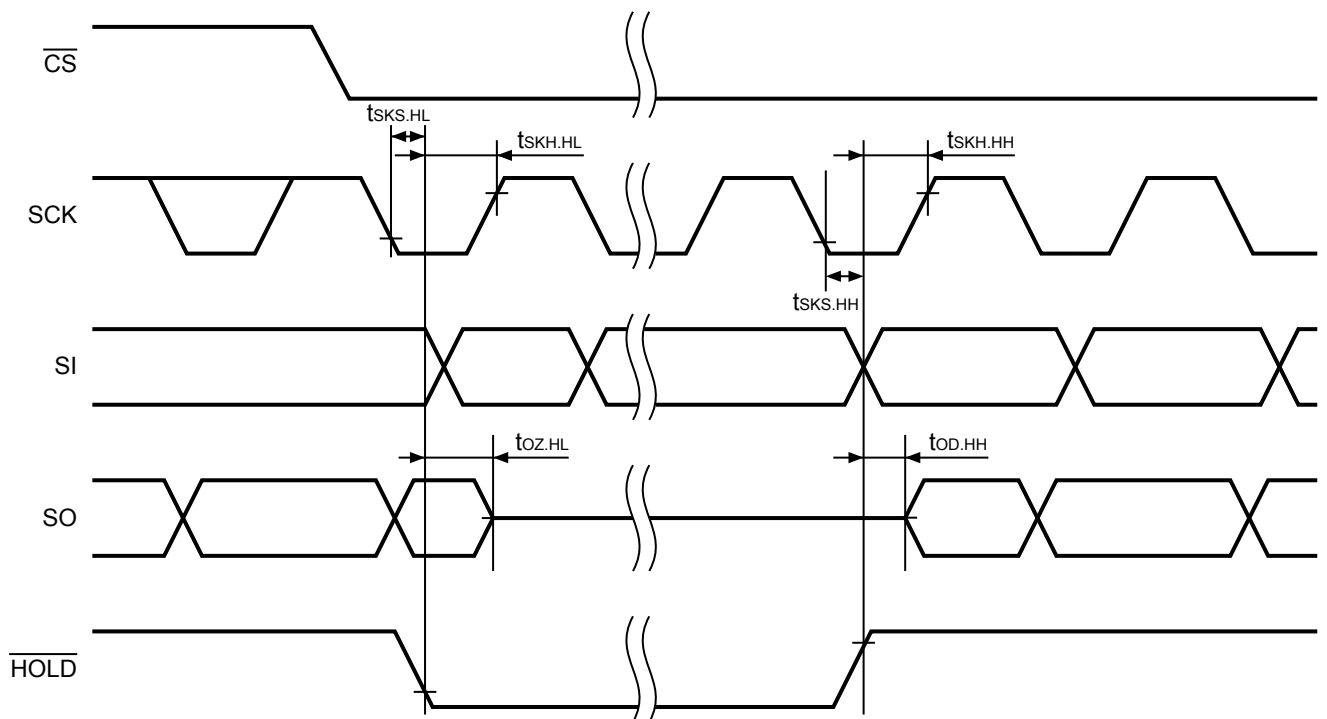 CS
tSKS.HL
tSKH.HL
tSKH.HH
SCK
tSKS.HH
SI
tOZ.HL
tOD.HH
SO
HOLD